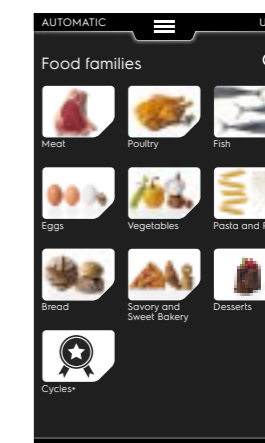 AUTOMATIC
Food families
Meat Poultry Fish
Eggs Vegetables Pasta and
Bread Savory and Sweet Bakery Desserts
Cycles+